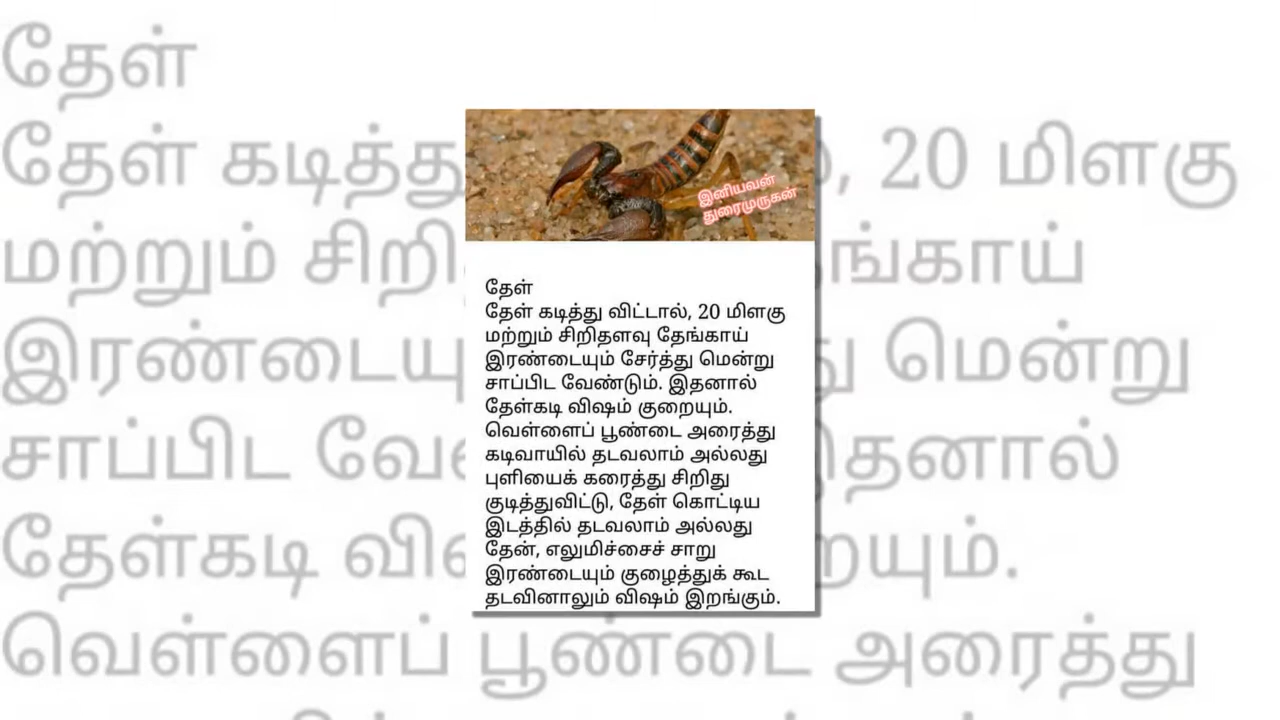 இனியவன்
துரைமுருகன்
தேள்
தேள் கடித்து விட்டால், 20 மிளகு
மற்றும் சிறிதளவு தேங்காய்
இரண்டையும் சேர்த்து மென்று
சாப்பிட வேண்டும். இதனால்
தேள்கடி விஷம் குறையும்.
வெள்ளைப் பூண்டை அரைத்து
கடிவாயில் தடவலாம் அல்லது
புளியைக் கரைத்து சிறிது
குடித்துவிட்டு, தேள் கொட்டிய
இடத்தில் தடவலாம் அல்லது
தேன், எலுமிச்சைச் சாறு
இரண்டையும் குழைத்துக் கூட
தடவினாலும் விஷம் இறங்கும்.